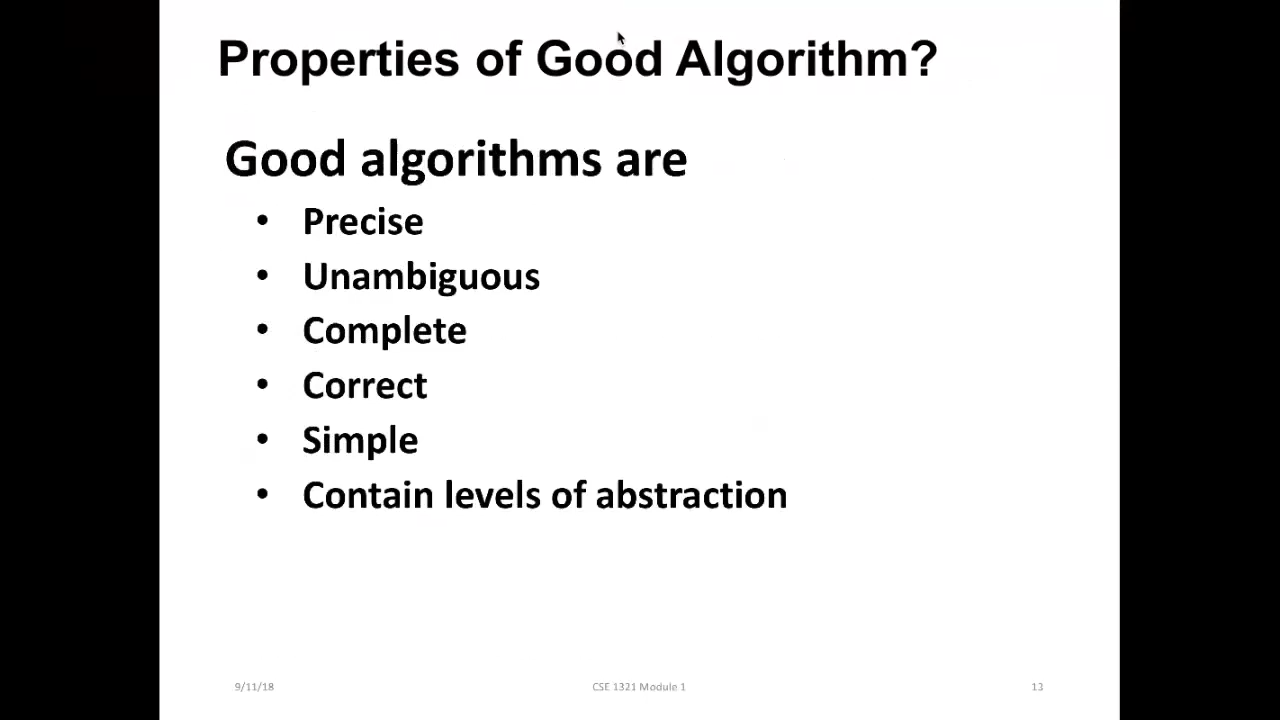 Properties of Good Algorithm?
Good algorithms are
• Precise
• Unambiguous
• Complete
• Correct
• Simple
• Contain levels of abstraction
9/11/18
CSE 1321 Module 1
13